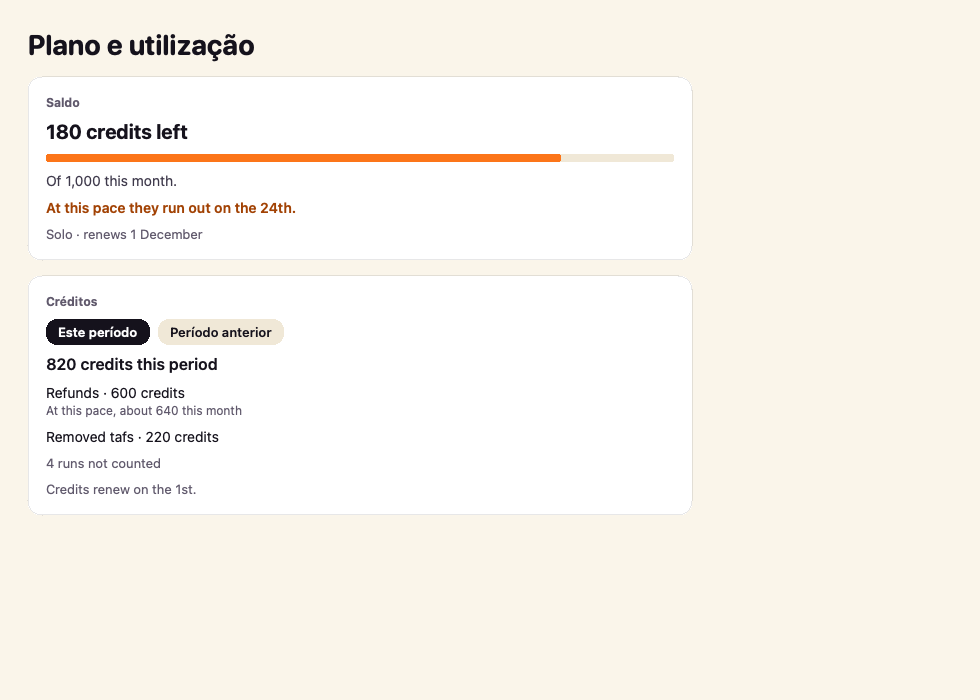 Plano e utilização
Saldo
180 credits left
Of 1,000 this month.
At this pace they run out on the 24th.
Solo · renews 1 December
Créditos
Este período
Período anterior
820 credits this period
Refunds · 600 credits
At this pace, about 640 this month
Removed tafs · 220 credits
4 runs not counted
Credits renew on the 1st.